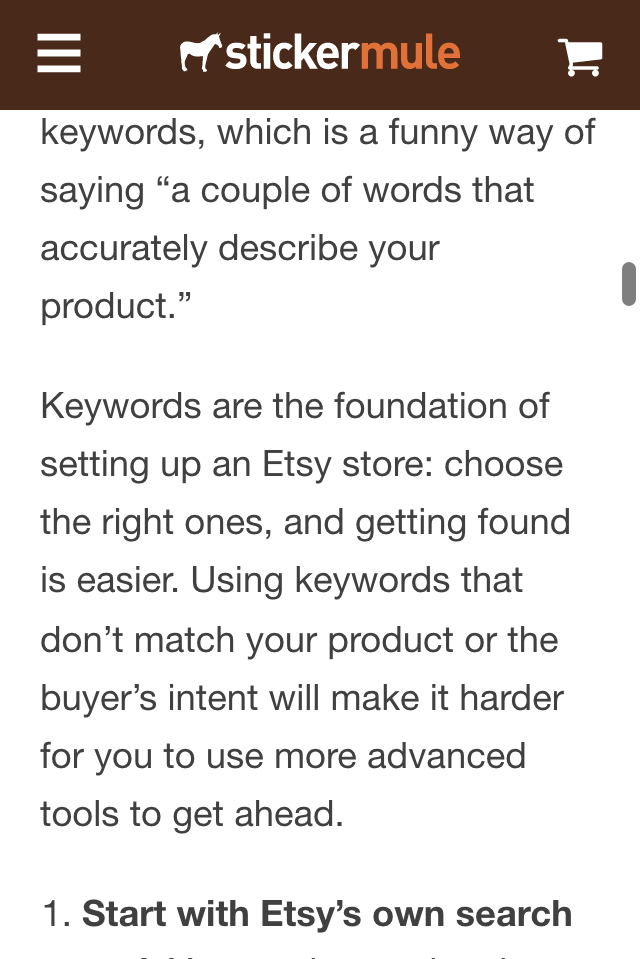 stickermule
keywords, which is a funny way of
saying “a couple of words that
accurately describe your
product.”
Keywords are the foundation of
setting up an Etsy store: choose
the right ones, and getting found
is easier. Using keywords that
don’t match your product or the
buyer’s intent will make it harder
for you to use more advanced
tools to get ahead.
1. Start with Etsy’s own search